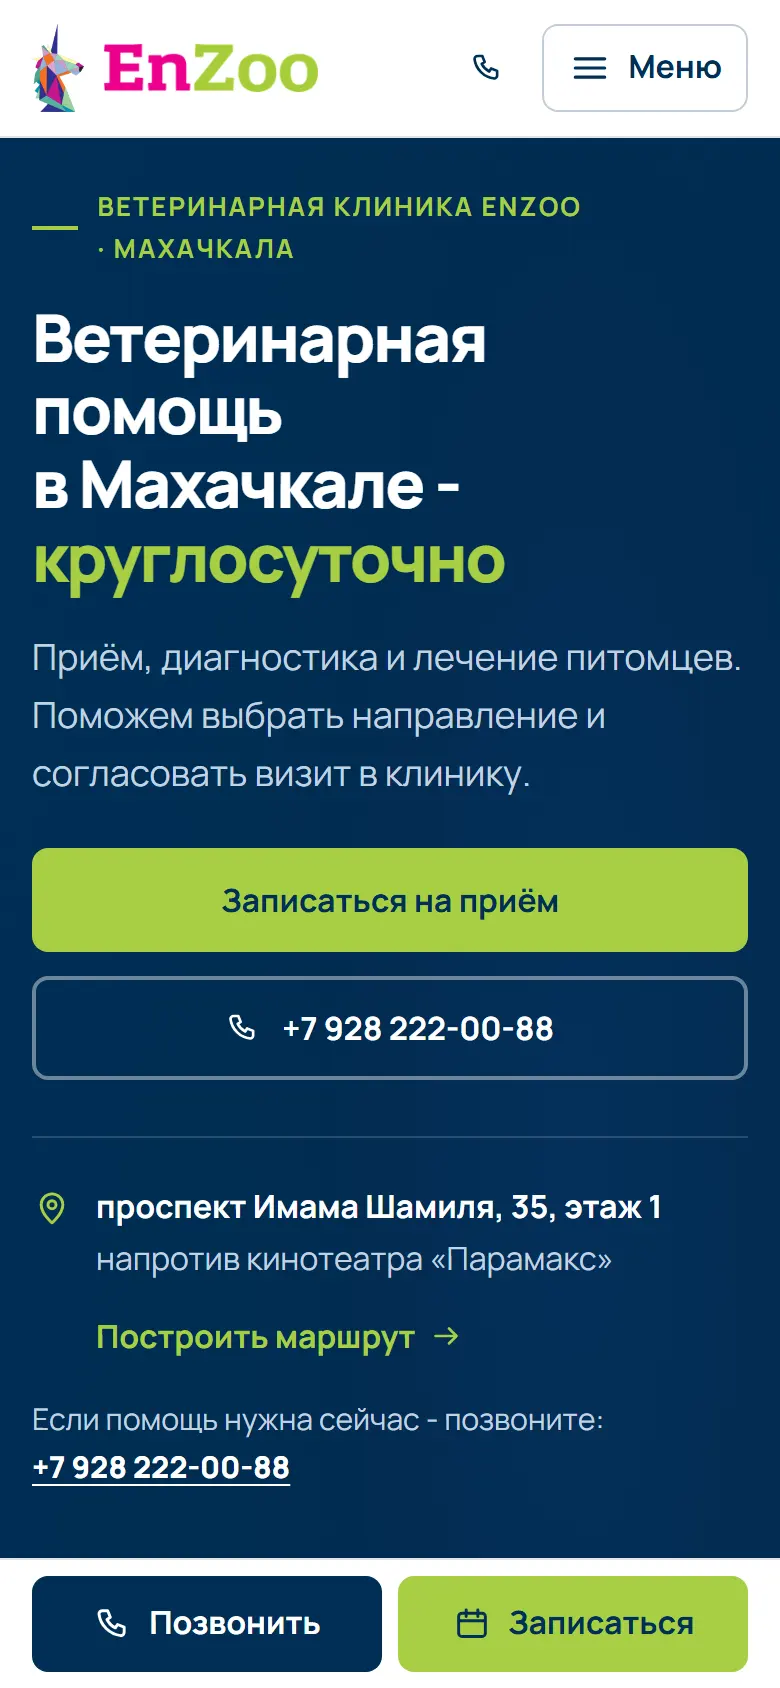 EnZoo
Меню
ВЕТЕРИНАРНАЯ КЛИНИКА ENZOO
· МАХАЧКАЛА
Ветеринарная
помощь
в Махачкале -
круглосуточно
Приём, диагностика и лечение питомцев.
Поможем выбрать направление и
согласовать визит в клинику.
Записаться на приём
+7 928 222-00-88
проспект Имама Шамиля, 35, этаж 1
напротив кинотеатра «Парамакс»
Построить маршрут →
Если помощь нужна сейчас - позвоните:
+7 928 222-00-88
Позвонить
Записаться